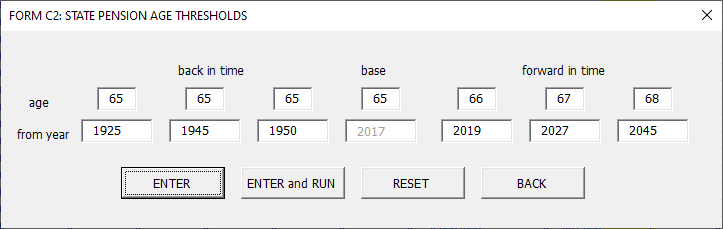 FORM C2: STATE PENSION AGE THRESHOLDS
back in time base forward in time
age 65 65 65 65 66 67 68
from year 1925 1945 1950 2017 2019 2027 2045
ENTER ENTER and RUN RESET BACK